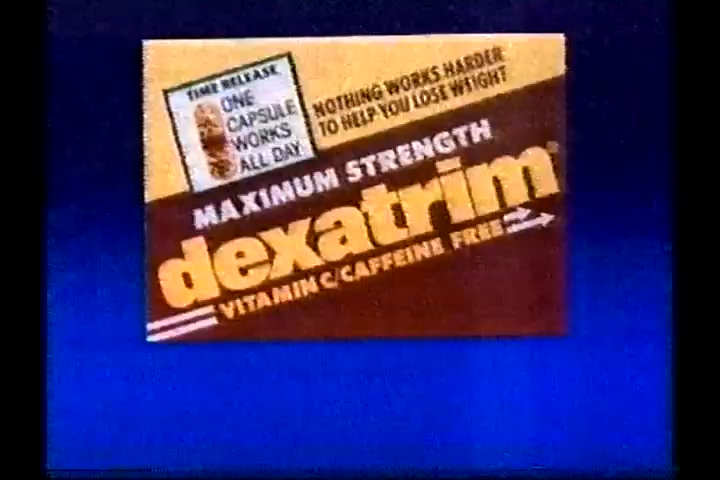 TIME RELEASE
ONE
CAPSULE
WORKS
ALL DAY
NOTHING WORKS HARDER
TO HELP YOU LOSE WEIGHT
MAXIMUM STRENGTH
dexatrim®
VITAMIN C/CAFFEINE FREE